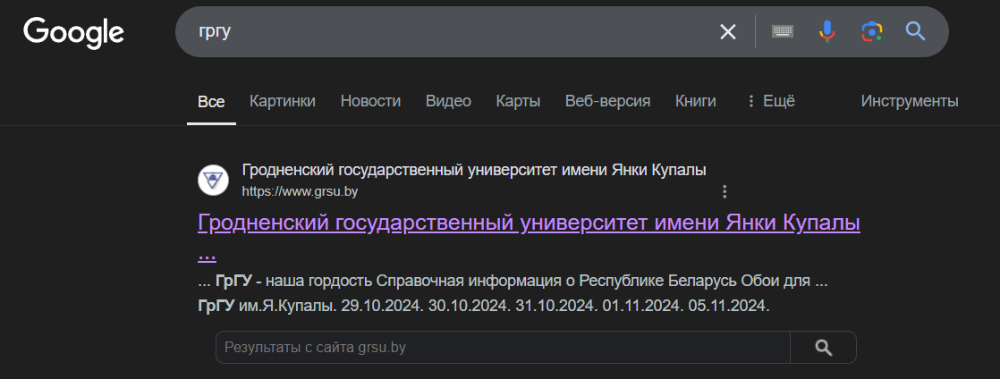 Google
гргу
Все Картинки Новости Видео Карты Веб-версия Книги Ещё Инструменты
Гродненский государственный университет имени Янки Купалы
https://www.grsu.by
Гродненский государственный университет имени Янки Купалы
...
... ГрГУ - наша гордость Справочная информация о Республике Беларусь Обои для ...
ГрГУ им.Я.Купалы. 29.10.2024. 30.10.2024. 31.10.2024. 01.11.2024. 05.11.2024.
Результаты с сайта grsu.by